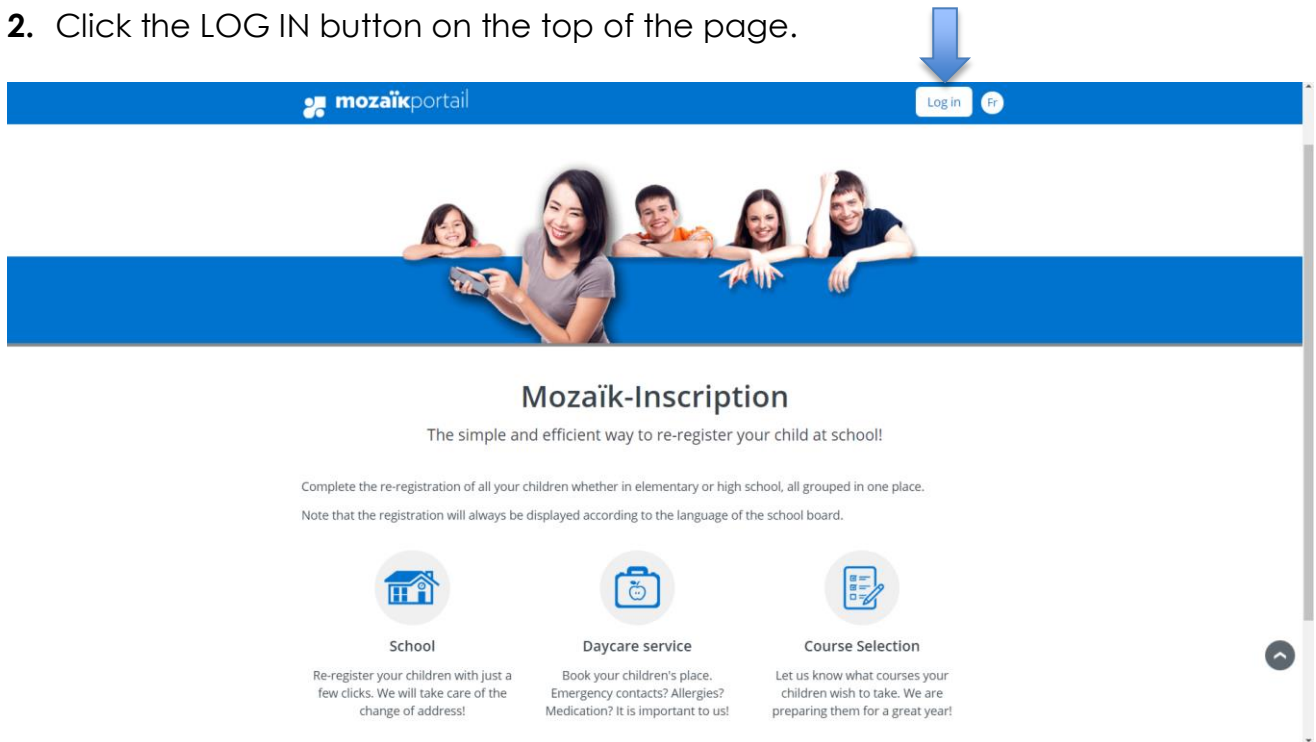 2. Click the LOG IN button on the top of the page.
mozaïkportail
Log in
Fr
Mozaïk-Inscription
The simple and efficient way to re-register your child at school!
Complete the re-registration of all your children whether in elementary or high school, all grouped in one place.
Note that the registration will always be displayed according to the language of the school board.
School
Re-register your children with just a
few clicks. We will take care of the
change of address!
Daycare service
Book your children's place.
Emergency contacts? Allergies?
Medication? It is important to us!
Course Selection
Let us know what courses your
children wish to take. We are
preparing them for a great year!